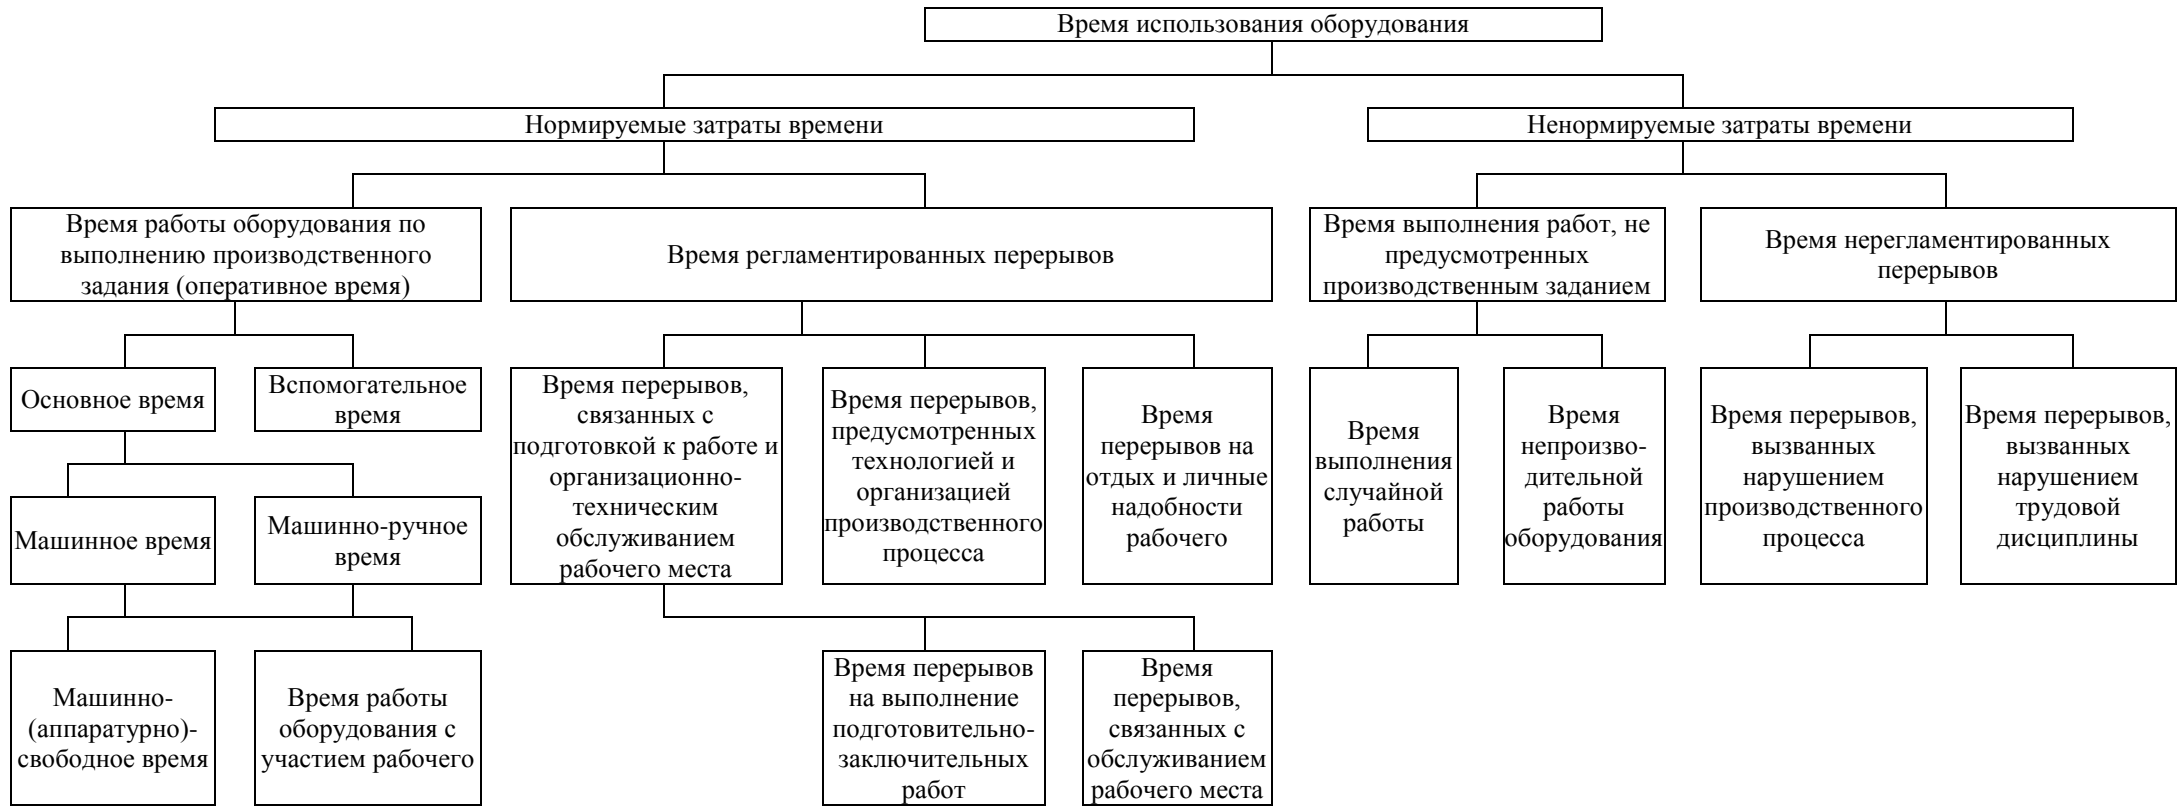 Время использования оборудования
Нормируемые затраты времени
Ненормируемые затраты времени
Время работы оборудования по
выполнению производственного
задания (оперативное время)
Время регламентированных перерывов
Время выполнения работ, не
предусмотренных
производственным заданием
Время нерегламентированных
перерывов
Основное время
Вспомогательное
время
Время перерывов,
связанных с
подготовкой к работе и
организационно-
техническим
обслуживанием
рабочего места
Время перерывов,
предусмотренных
технологией и
организацией
производственного
процесса
Время
перерывов на
отдых и личные
надобности
рабочего
Время
выполнения
случайной
работы
Время
непроизво-
дительной
работы
оборудования
Время перерывов,
вызванных
нарушением
производственного
процесса
Время перерывов,
вызванных
нарушением
трудовой
дисциплины
Машинное время
Машинно-ручное
время
Машинно-
(аппаратурно)-
свободное время
Время работы
оборудования с
участием рабочего
Время перерывов
на выполнение
подготовительно-
заключительных
работ
Время
перерывов,
связанных с
обслуживанием
рабочего места